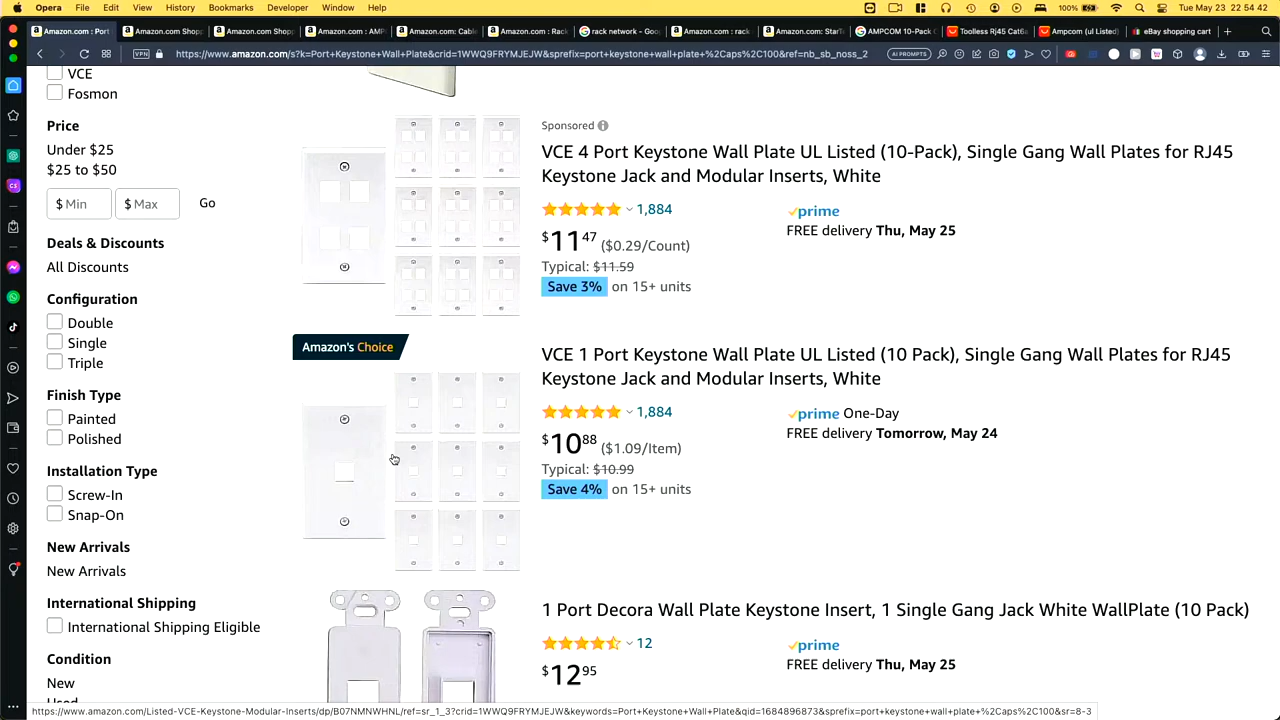 Opera File Edit View History Bookmarks Developer Window Help 100% Tue May 23 22 54 42
Amazon.com : Port Amazon.com Shop Amazon.com Shop Amazon.com : AMP Amazon.com: Cable Amazon.com : Rack rack network - Goo Amazon.com : rack Amazon.com: StarTe AMPCOM 10-Pack C Toolless Rj45 Cat6a Ampcom (ul Listed) eBay shopping cart
VPN https://www.amazon.com/s?k=Port+Keystone+Wall+Plate&crid=1WWQ9FRYMJEJW&sprefix=port+keystone+wall+plate+%2Caps%2C100&ref=nb_sb_noss_2 AI PROMPTS
VCE
Fosmon
Price
Under $25
$25 to $50
$ Min $ Max Go
Deals & Discounts
All Discounts
Configuration
Double
Single
Triple
Finish Type
Painted
Polished
Installation Type
Screw-In
Snap-On
New Arrivals
New Arrivals
International Shipping
International Shipping Eligible
Condition
New
Used
Sponsored
VCE 4 Port Keystone Wall Plate UL Listed (10-Pack), Single Gang Wall Plates for RJ45
Keystone Jack and Modular Inserts, White
1,884
$11 47 ($0.29/Count)
Typical: $11.59
Save 3% on 15+ units
prime
FREE delivery Thu, May 25
Amazon's Choice
VCE 1 Port Keystone Wall Plate UL Listed (10 Pack), Single Gang Wall Plates for RJ45
Keystone Jack and Modular Inserts, White
1,884
$10 88 ($1.09/Item)
Typical: $10.99
Save 4% on 15+ units
prime One-Day
FREE delivery Tomorrow, May 24
1 Port Decora Wall Plate Keystone Insert, 1 Single Gang Jack White WallPlate (10 Pack)
12
$12 95
prime
FREE delivery Thu, May 25
https://www.amazon.com/Listed-VCE-Keystone-Modular-Inserts/dp/B07NMNWHNL/ref=sr_1_3?crid=1WWQ9FRYMJEJW&keywords=Port+Keystone+Wall+Plate&qid=1684896873&sprefix=port+keystone+wall+plate+%2Caps%2C100&sr=8-3